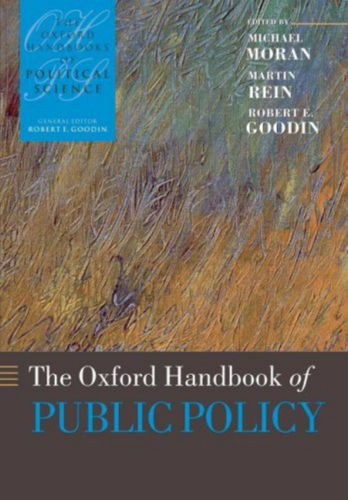 THE OXFORD
HANDBOOKS
OF
POLITICAL
SCIENCE
GENERAL EDITOR
ROBERT E. GOODIN
EDITED BY
MICHAEL
MORAN
MARTIN
REIN
ROBERT E.
GOODIN
The Oxford Handbook of
PUBLIC POLICY